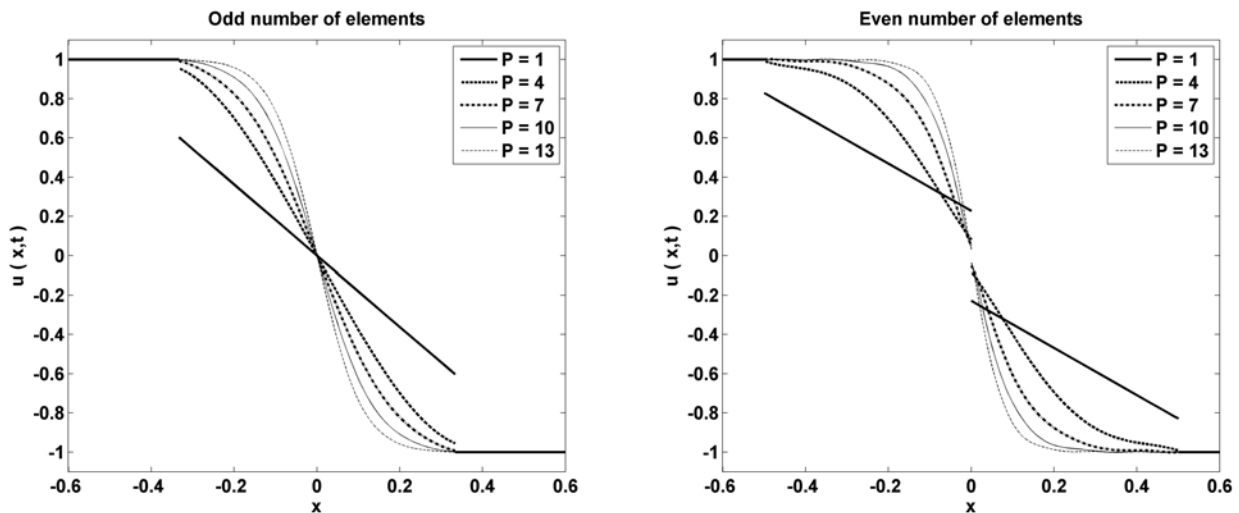 Odd number of elements
1
0.8
0.6
0.4
0.2
0
-0.2
-0.4
-0.6
-0.8
-1
u ( x,t )
P = 1
P = 4
P = 7
P = 10
P = 13
-0.6 -0.4 -0.2 0 0.2 0.4 0.6
x
Even number of elements
1
0.8
0.6
0.4
0.2
0
-0.2
-0.4
-0.6
-0.8
-1
u ( x,t )
P = 1
P = 4
P = 7
P = 10
P = 13
-0.6 -0.4 -0.2 0 0.2 0.4 0.6
x